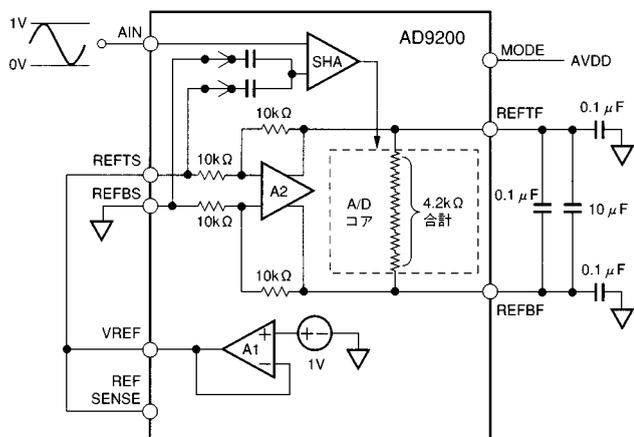 1V
0V
AIN
SHA
AD9200
MODE
AVDD
REFTF
0.1μF
10kΩ
10kΩ
REFTS
REFBS
A2
10kΩ
10kΩ
A/D
コア
4.2kΩ
合計
0.1μF
10μF
0.1μF
REFBF
VREF
A1
1V
REF
SENSE